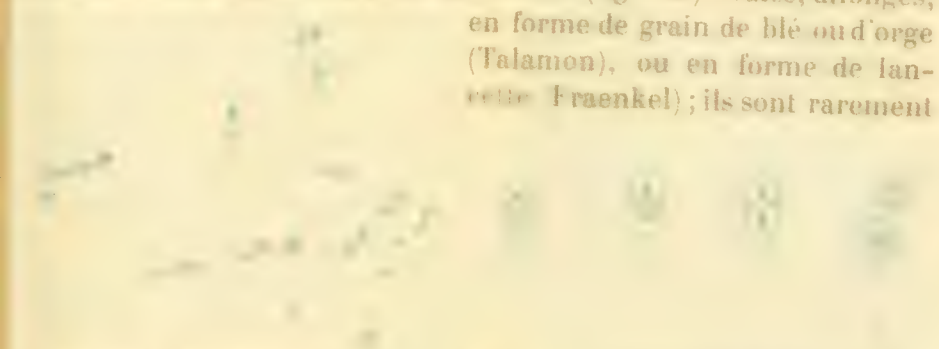 en forme de grain de blé ou d'orge
(Talamon), ou en forme de lan-
Fraenkel) ; ils sont rarement